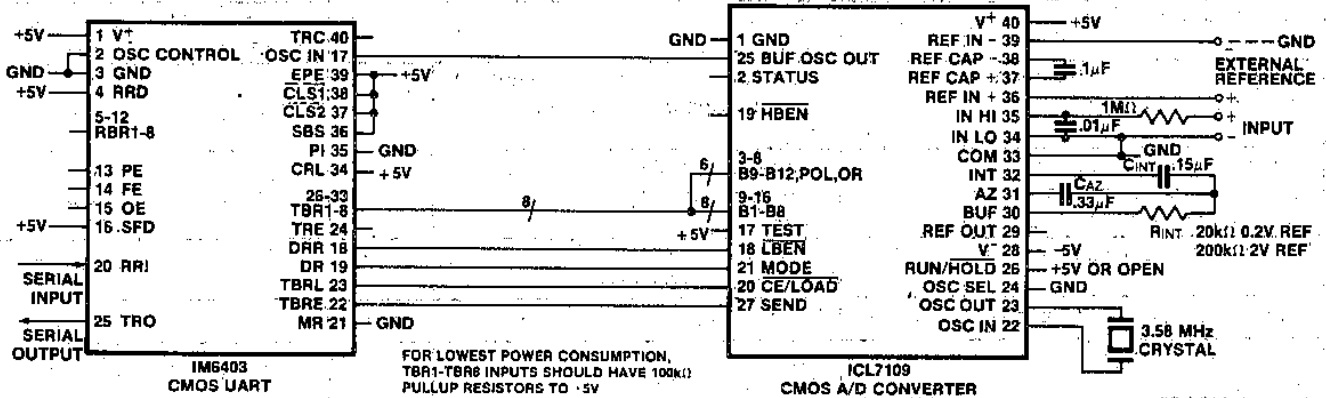 +5V 1 V+
2 OSC CONTROL
GND 3 GND
+5V 4 RRD
5-12
RBR1-8
13 PE
14 FE
15 OE
+5V 16 SFD
20 RRI
SERIAL
INPUT
25 TRO
SERIAL
OUTPUT
TRC 40
OSC IN 17
EPE 39 +5V
CLS1 38
CLS2 37
SBS 36
PI 35 GND
CRL 34 +5V
26-33
TBR1-8
TRE 24
DRR 18
DR 19
TBRL 23
TBRE 22
MR 21 GND
IM6403
CMOS UART
8
6
8
FOR LOWEST POWER CONSUMPTION,
TBR1-TBR8 INPUTS SHOULD HAVE 100kΩ
PULLUP RESISTORS TO +5V
GND 1 GND
25 BUF OSC OUT
2 STATUS
19 HBEN
3-8
B9-B12, POL, OR
9-16
B1-B8
+5V 17 TEST
18 LBEN
21 MODE
20 CE/LOAD
27 SEND
V+ 40 +5V
REF IN - 39 - GND
REF CAP - 38
REF CAP + 37
.1µF
EXTERNAL
REFERENCE
REF IN + 36 +
1MΩ
IN HI 35 +
.01µF
INPUT
IN LO 34 -
COM 33 GND
INT 32
CINT .15µF
AZ 31
CAZ
.33µF
BUF 30
REF OUT 29
RINT 20kΩ 0.2V REF
200kΩ 2V REF
V- 28 -5V
RUN/HOLD 26 +5V OR OPEN
OSC SEL 24 GND
OSC OUT 23
OSC IN 22
3.58 MHz
CRYSTAL
ICL7109
CMOS A/D CONVERTER